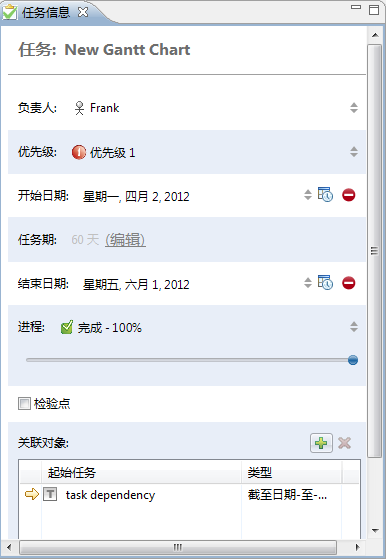 任务信息
任务: New Gantt Chart
负责人: Frank
优先级: 优先级 1
开始日期: 星期一, 四月 2, 2012
任务期: 60 天 (编辑)
结束日期: 星期五, 六月 1, 2012
进程: 完成 - 100%
检验点
关联对象:
起始任务 类型
T task dependency 截至日期-至-...